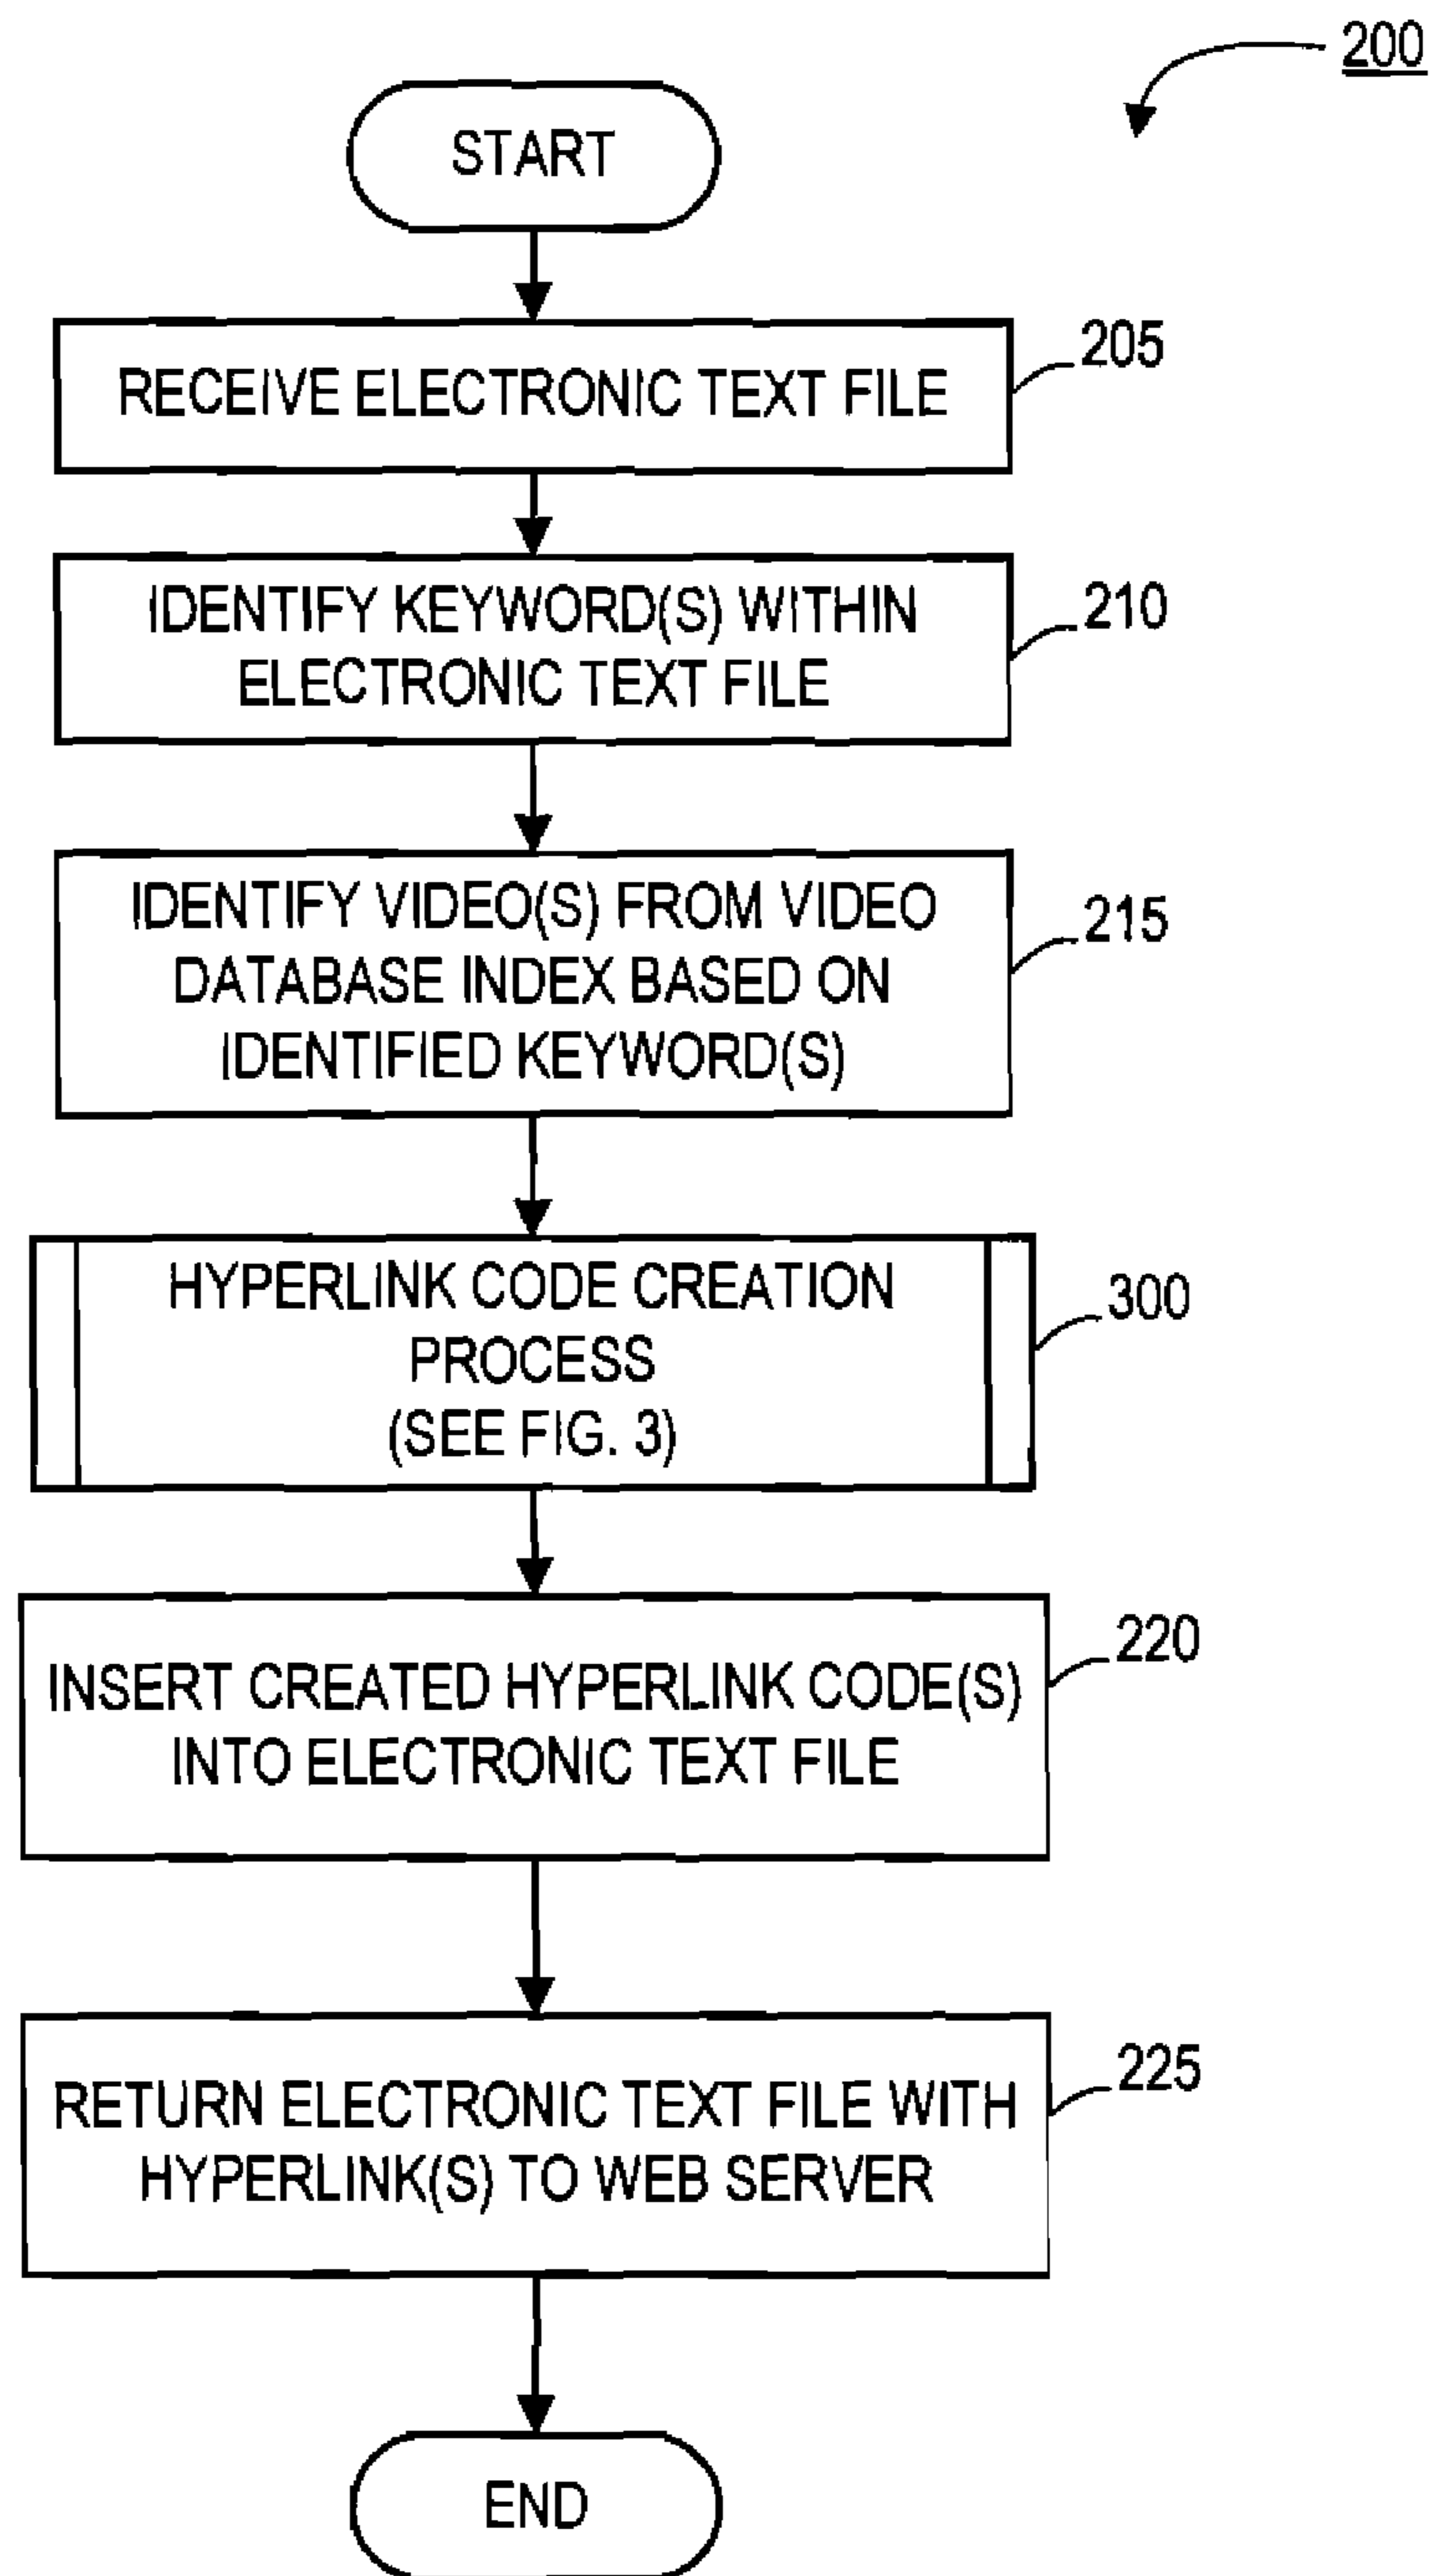 200
START
RECEIVE ELECTRONIC TEXT FILE
205
IDENTIFY KEYWORD(S) WITHIN
ELECTRONIC TEXT FILE
210
IDENTIFY VIDEO(S) FROM VIDEO
DATABASE INDEX BASED ON
IDENTIFIED KEYWORD(S)
215
HYPERLINK CODE CREATION
PROCESS
(SEE FIG. 3)
300
INSERT CREATED HYPERLINK CODE(S)
INTO ELECTRONIC TEXT FILE
220
RETURN ELECTRONIC TEXT FILE WITH
HYPERLINK(S) TO WEB SERVER
225
END